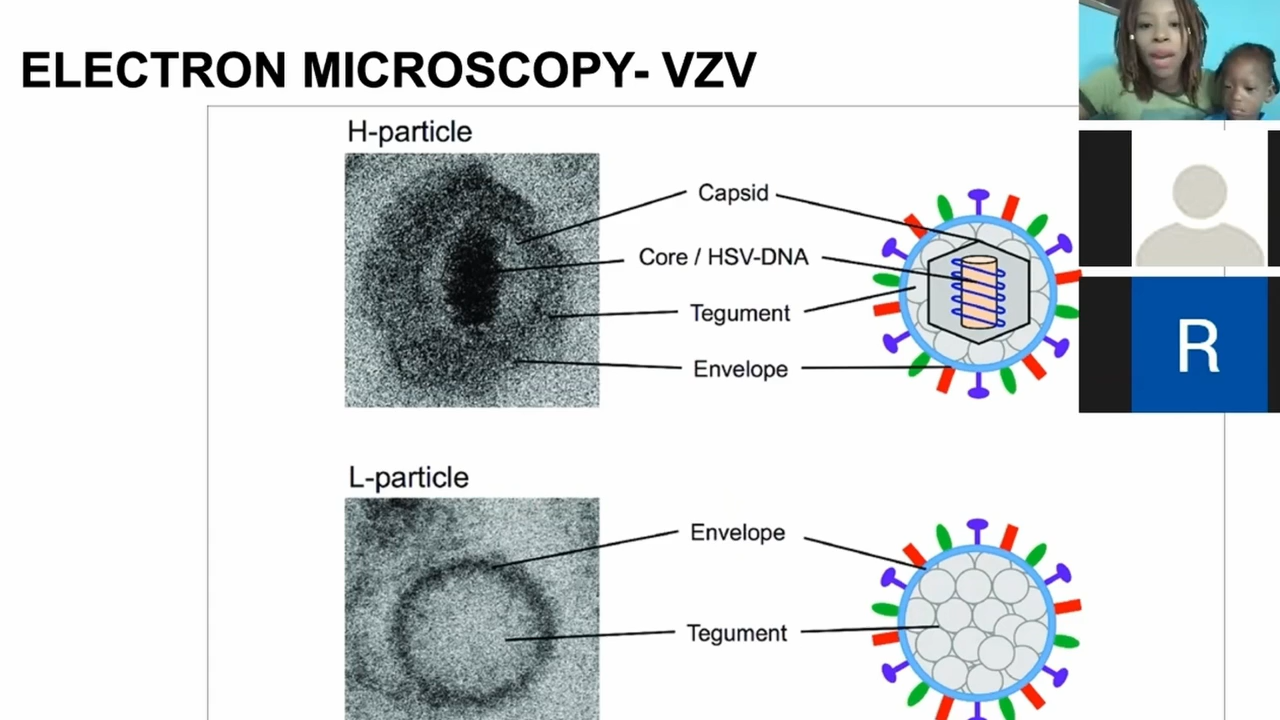 ELECTRON MICROSCOPY- VZV
H-particle
Capsid
Core / HSV-DNA
Tegument
Envelope
R
L-particle
Envelope
Tegument